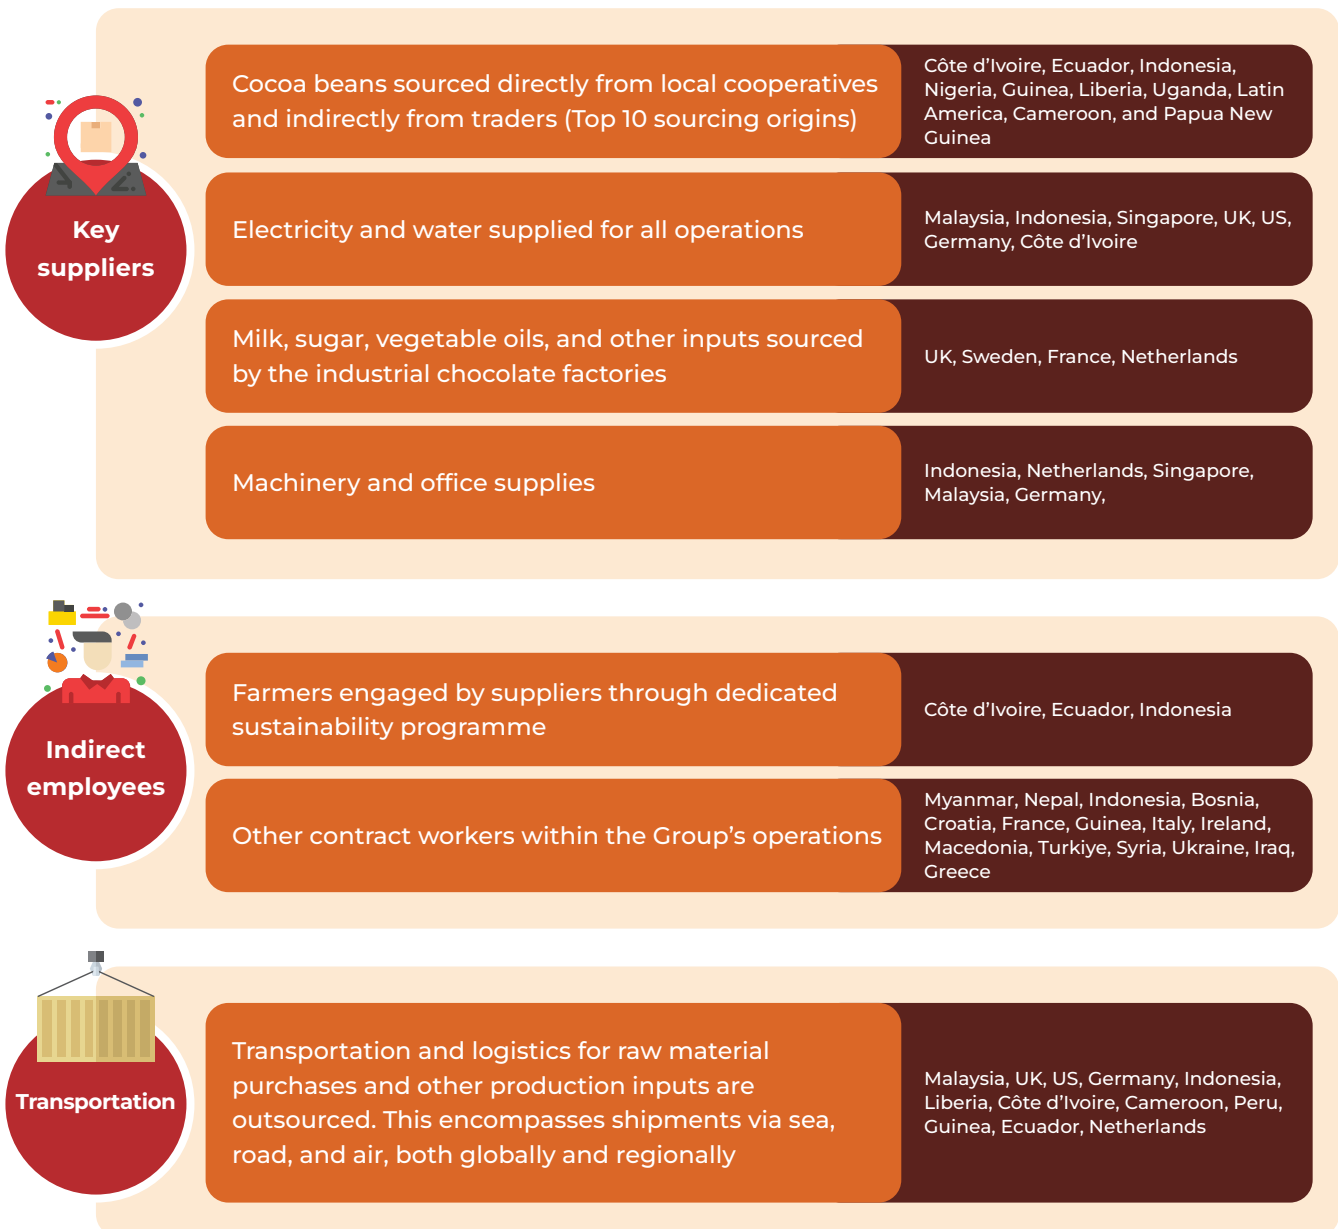 Key
suppliers
Cocoa beans sourced directly from local cooperatives
and indirectly from traders (Top 10 sourcing origins)
Côte d’Ivoire, Ecuador, Indonesia,
Nigeria, Guinea, Liberia, Uganda, Latin
America, Cameroon, and Papua New
Guinea
Electricity and water supplied for all operations
Malaysia, Indonesia, Singapore, UK, US,
Germany, Côte d’Ivoire
Milk, sugar, vegetable oils, and other inputs sourced
by the industrial chocolate factories
UK, Sweden, France, Netherlands
Machinery and office supplies
Indonesia, Netherlands, Singapore,
Malaysia, Germany,
Indirect
employees
Farmers engaged by suppliers through dedicated
sustainability programme
Côte d’Ivoire, Ecuador, Indonesia
Other contract workers within the Group’s operations
Myanmar, Nepal, Indonesia, Bosnia,
Croatia, France, Guinea, Italy, Ireland,
Macedonia, Turkiye, Syria, Ukraine, Iraq,
Greece
Transportation
Transportation and logistics for raw material
purchases and other production inputs are
outsourced. This encompasses shipments via sea,
road, and air, both globally and regionally
Malaysia, UK, US, Germany, Indonesia,
Liberia, Côte d’Ivoire, Cameroon, Peru,
Guinea, Ecuador, Netherlands